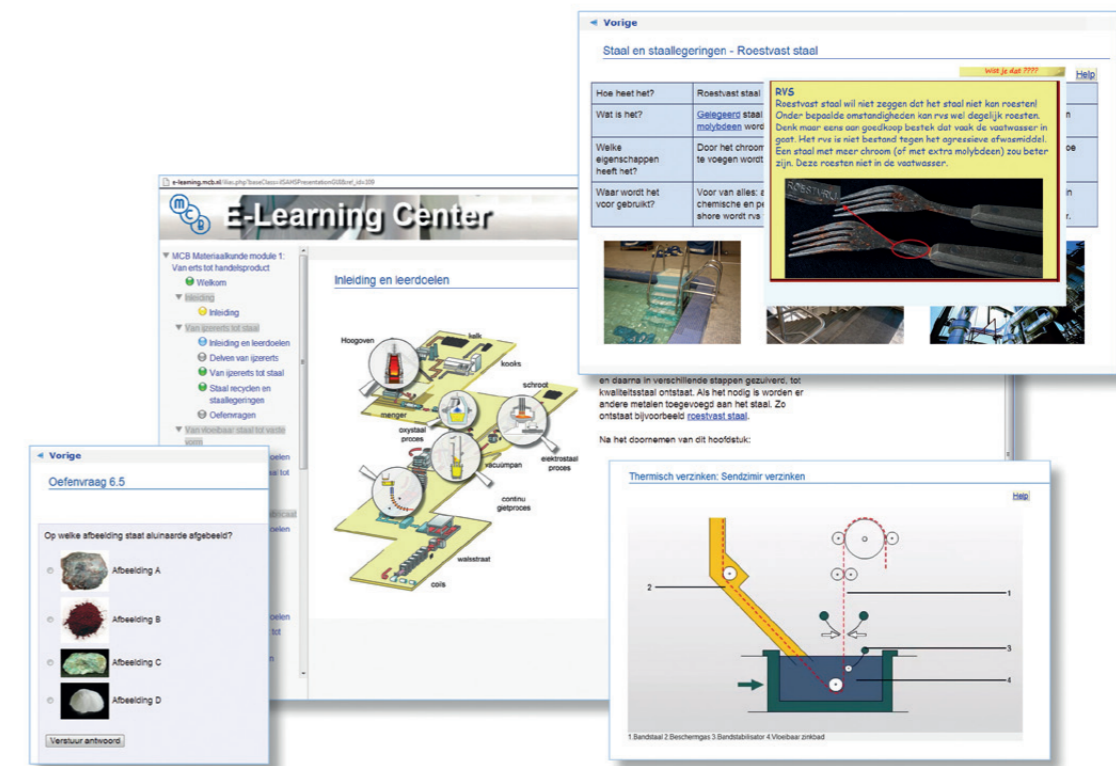 Vorige
Staal en staallegeringen - Roestvast staal
Wat is dat ????
Help
Hoe heet het?
Roestvast staal
Wat is het?
Gelegeerd staal
molybdeen word
Welke
eigenschappen
heeft het?
Door het chroom
te voegen wordt
Waar wordt het
voor gebruikt?
Voor van alles: a
chemische en pe
shore wordt rvs
RVS
Roestvast staal wil niet zeggen dat het staal niet kan roesten!
Onder bepaalde omstandigheden kan rvs wel degelijk roesten.
Denk maar eens aan goedkoop bestek dat vaak de vaatwasser in
gaat. Het rvs is niet bestand tegen het agressieve afwasmiddel.
Een staal met meer chroom (of met extra molybdeen) zou beter
zijn. Deze roesten niet in de vaatwasser.
ROESTVRIJ
MCB
E-Learning Center
MCB Materiaalkunde module 1:
Van erts tot handelsproduct
Welkom
Inleiding
Inleiding
Van ijzererts tot staal
Inleiding en leerdoelen
Delven van ijzererts
Van ijzererts tot staal
Staal recyclen en
staallegeringen
Oefenvragen
Van vloeibaar staal tot vaste
vorm
Inleiding en leerdoelen
Hoogoven
kalk
kooks
schroot
menger
oxystaal
proces
vacuümpan
elektrostaal
proces
continu
gietproces
walsstraat
coils
en daarna in verschillende stappen gezuiverd, tot
kwaliteitsstaal ontstaat. Als het nodig is worden er
andere metalen toegevoegd aan het staal. Zo
ontstaat bijvoorbeeld roestvast staal.
Na het doornemen van dit hoofdstuk:
Vorige
Oefenvraag 6.5
Op welke afbeelding staat aluinaarde afgebeeld?
Afbeelding A
Afbeelding B
Afbeelding C
Afbeelding D
Verstuur antwoord
Thermisch verzinken: Sendzimir verzinken
Help
2
1
3
4
1.Bandstaal 2.Beschermgas 3.Bandstabilisator 4.Vloeibaar zinkbad